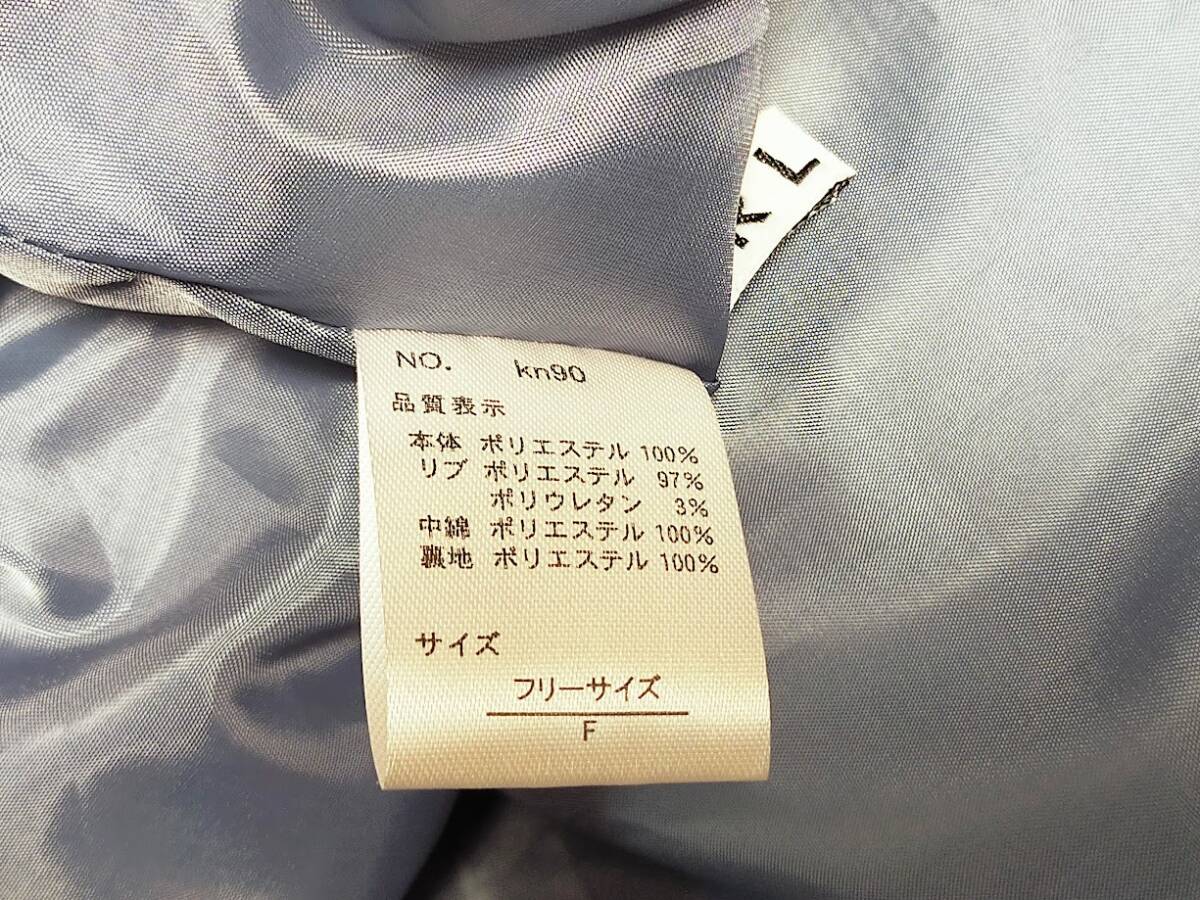 KL
NO. kn90
品質表示
本体 ポリエステル 100%
リブ ポリエステル 97%
ポリウレタン 3%
中綿 ポリエステル 100%
裏地 ポリエステル 100%
サイズ
フリーサイズ
F